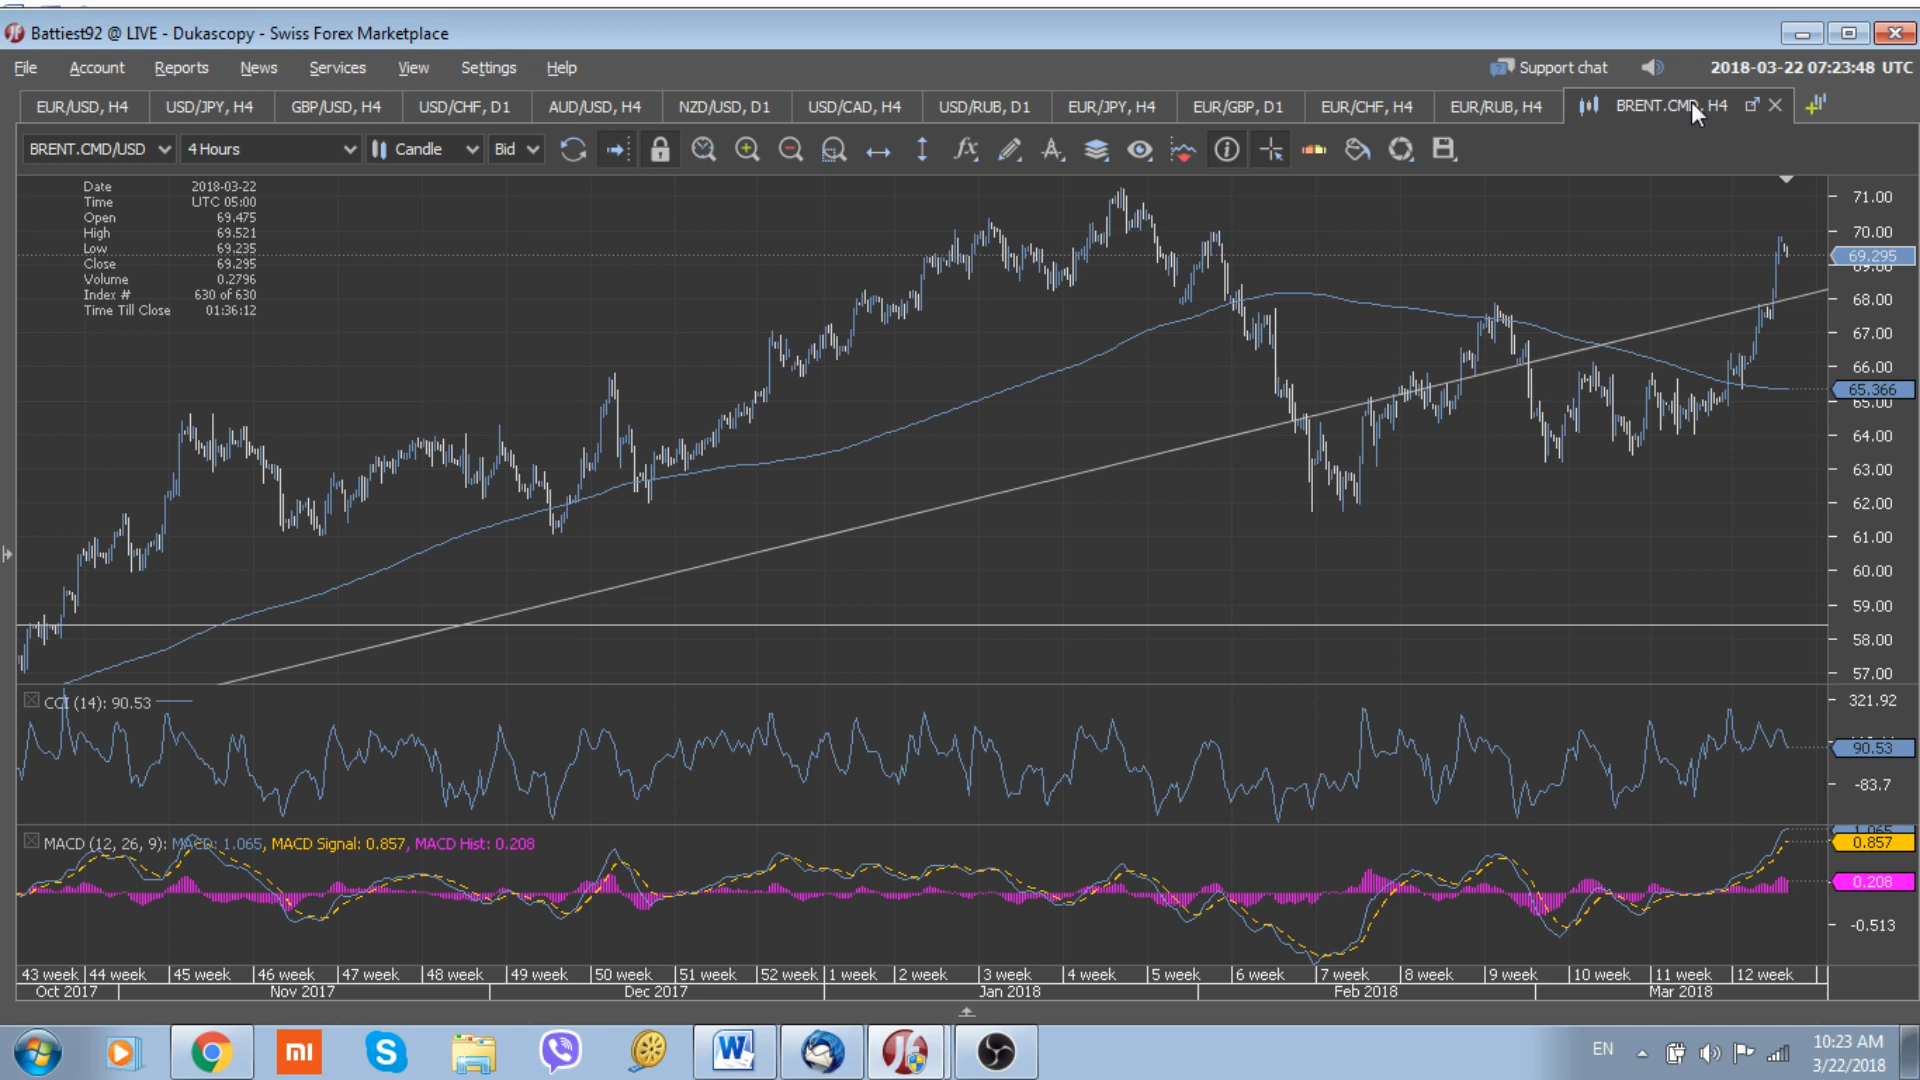 Battiest92 @ LIVE - Dukascopy - Swiss Forex Marketplace
File Account Reports News Services View Settings Help Support chat 2018-03-22 07:23:48 UTC
EUR/USD, H4 USD/JPY, H4 GBP/USD, H4 USD/CHF, D1 AUD/USD, H4 NZD/USD, D1 USD/CAD, H4 USD/RUB, D1 EUR/JPY, H4 EUR/GBP, D1 EUR/CHF, H4 EUR/RUB, H4 BRENT.CMD, H4
BRENT.CMD/USD 4 Hours Candle Bid
Date 2018-03-22
Time UTC 05:00
Open 69.475
High 69.521
Low 69.235
Close 69.295
Volume 0.2796
Index # 630 of 630
Time Till Close 01:36:12
71.00
70.00
69.295
69.00
68.00
67.00
66.00
65.366
65.00
64.00
63.00
62.00
61.00
60.00
59.00
58.00
57.00
CCI (14): 90.53
321.92
90.53
-83.7
MACD (12, 26, 9): MACD: 1.065, MACD Signal: 0.857, MACD Hist: 0.208
1.065
0.857
0.208
-0.513
43 week 44 week 45 week 46 week 47 week 48 week 49 week 50 week 51 week 52 week 1 week 2 week 3 week 4 week 5 week 6 week 7 week 8 week 9 week 10 week 11 week 12 week
Oct 2017 Nov 2017 Dec 2017 Jan 2018 Feb 2018 Mar 2018
mi
EN
10:23 AM
3/22/2018